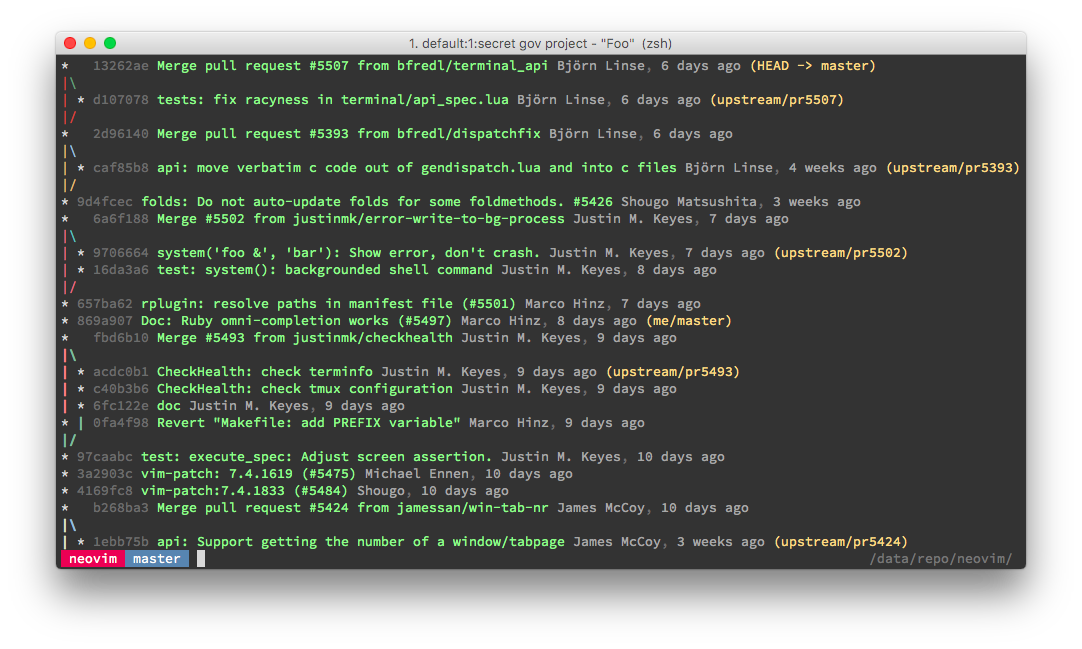 1. default:1:secret gov project - "Foo" (zsh)
*   13262ae Merge pull request #5507 from bfredl/terminal_api Björn Linse, 6 days ago (HEAD -> master)
|\
| * d107078 tests: fix racyness in terminal/api_spec.lua Björn Linse, 6 days ago (upstream/pr5507)
|/
*   2d96140 Merge pull request #5393 from bfredl/dispatchfix Björn Linse, 6 days ago
|\
| * caf85b8 api: move verbatim c code out of gendispatch.lua and into c files Björn Linse, 4 weeks ago (upstream/pr5393)
|/
* 9d4fcec folds: Do not auto-update folds for some foldmethods. #5426 Shougo Matsushita, 3 weeks ago
*   6a6f188 Merge #5502 from justinmk/error-write-to-bg-process Justin M. Keyes, 7 days ago
|\
| * 9706664 system('foo &', 'bar'): Show error, don't crash. Justin M. Keyes, 7 days ago (upstream/pr5502)
| * 16da3a6 test: system(): backgrounded shell command Justin M. Keyes, 8 days ago
|/
* 657ba62 rplugin: resolve paths in manifest file (#5501) Marco Hinz, 7 days ago
* 869a907 Doc: Ruby omni-completion works (#5497) Marco Hinz, 8 days ago (me/master)
*   fbd6b10 Merge #5493 from justinmk/checkhealth Justin M. Keyes, 9 days ago
|\
| * acdc0b1 CheckHealth: check terminfo Justin M. Keyes, 9 days ago (upstream/pr5493)
| * c40b3b6 CheckHealth: check tmux configuration Justin M. Keyes, 9 days ago
| * 6fc122e doc Justin M. Keyes, 9 days ago
* | 0fa4f98 Revert "Makefile: add PREFIX variable" Marco Hinz, 9 days ago
|/
* 97caabc test: execute_spec: Adjust screen assertion. Justin M. Keyes, 10 days ago
* 3a2903c vim-patch: 7.4.1619 (#5475) Michael Ennen, 10 days ago
* 4169fc8 vim-patch:7.4.1833 (#5484) Shougo, 10 days ago
*   b268ba3 Merge pull request #5424 from jamessan/win-tab-nr James McCoy, 10 days ago
|\
| * 1ebb75b api: Support getting the number of a window/tabpage James McCoy, 3 weeks ago (upstream/pr5424)
neovim master /data/repo/neovim/